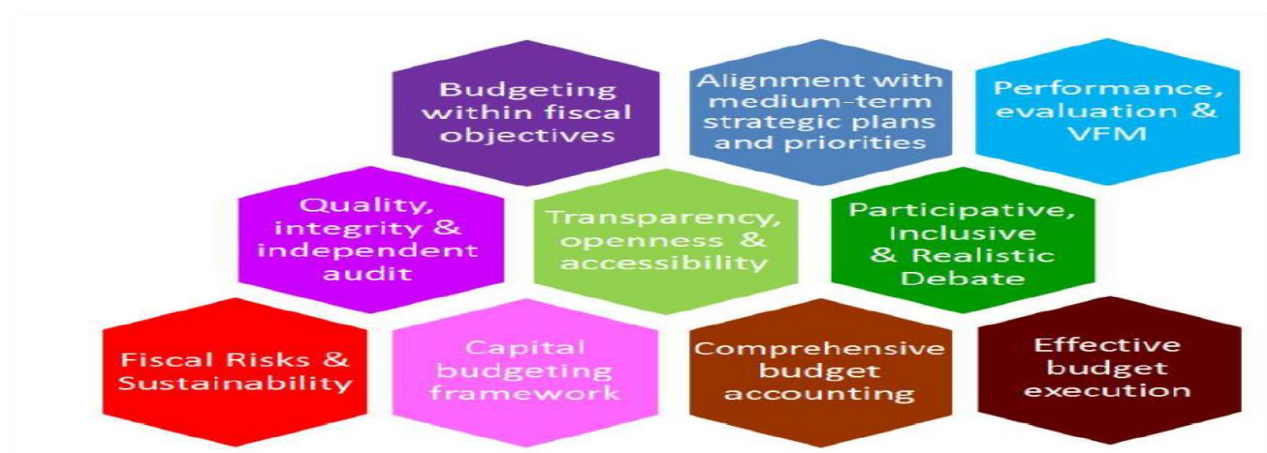 Budgeting
within fiscal
objectives
Alignment with
medium-term
strategic plans
and priorities
Performance,
evaluation &
VFM
Quality,
integrity &
independent
audit
Transparency,
openness &
accessibility
Participative,
Inclusive
& Realistic
Debate
Fiscal Risks &
Sustainability
Capital
budgeting
framework
Comprehensive
budget
accounting
Effective
budget
execution